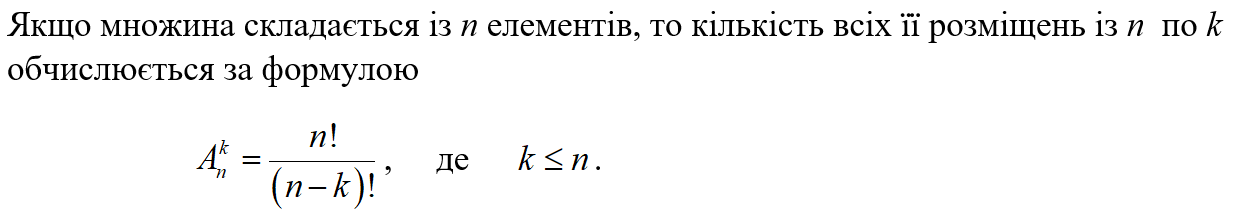 Якщо множина складається із n елементів, то кількість всіх її розміщень із n по k
обчислюється за формулою
A_n^k = n! / (n − k)! , де k ≤ n.